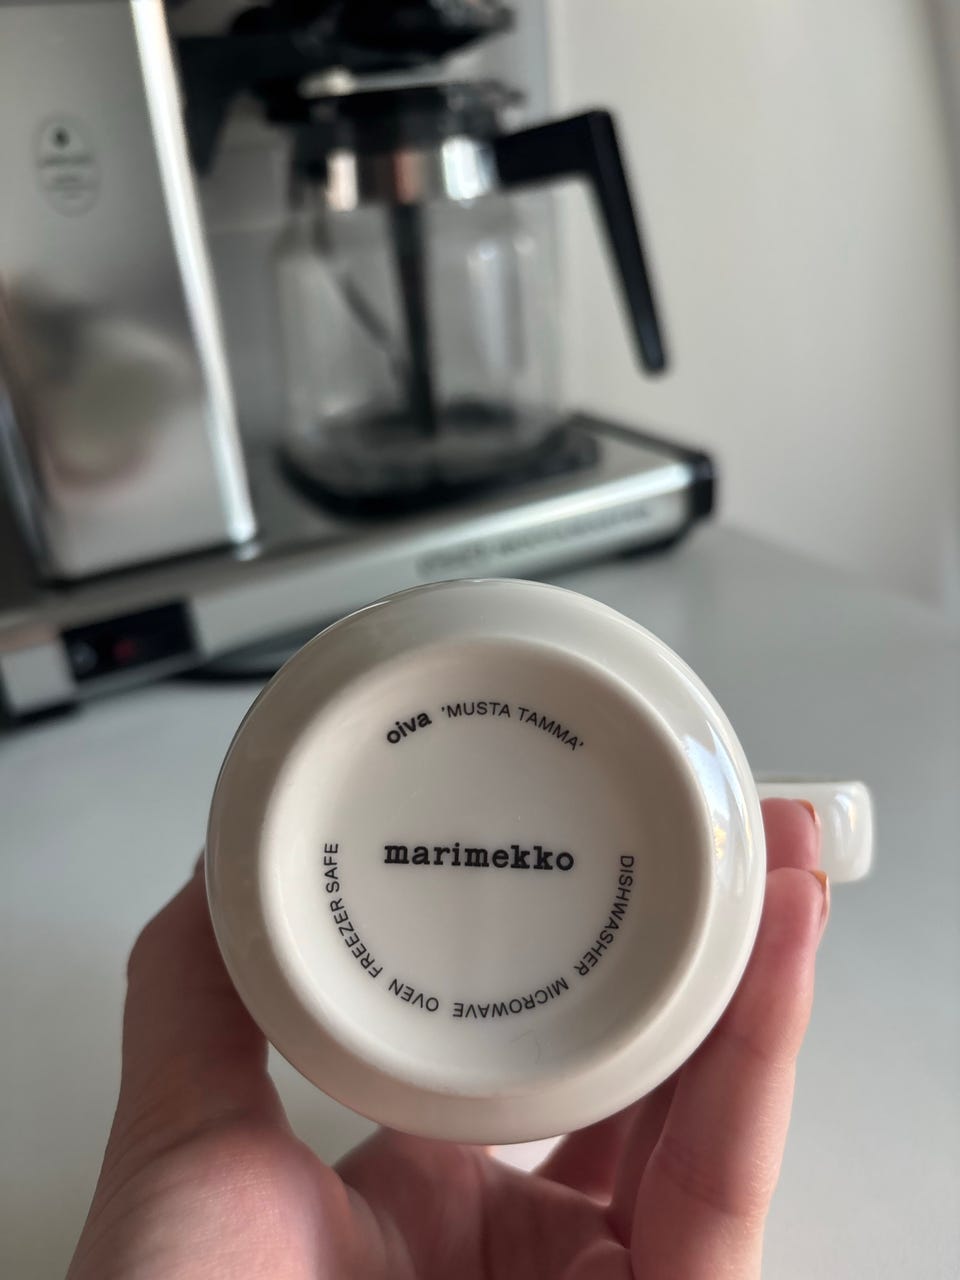 oiva 'MUSTA TAMMA'
marimekko
DISHWASHER MICROWAVE OVEN FREEZER SAFE